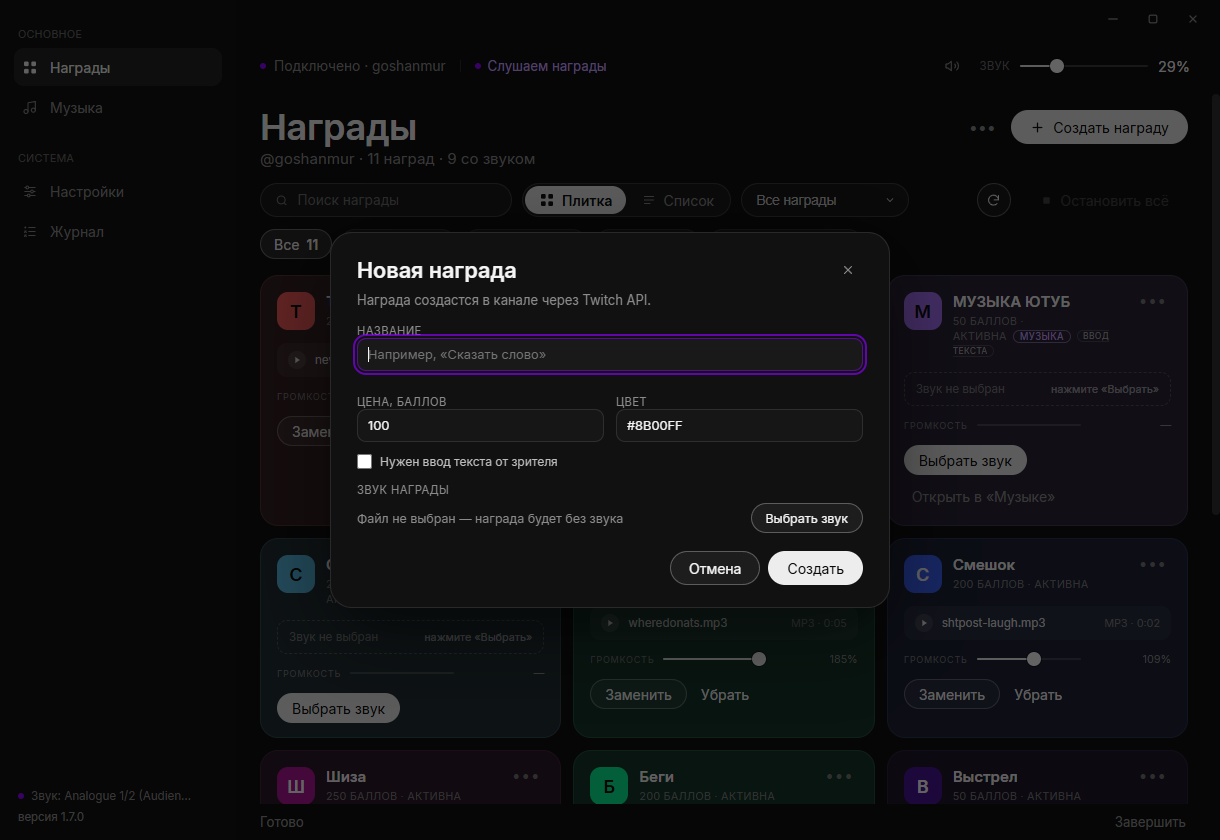 ОСНОВНОЕ
Награды
Музыка
СИСТЕМА
Настройки
Журнал
Звук: Analogue 1/2 (Audien...
версия 1.7.0
Подключено · goshanmur
Слушаем награды
ЗВУК
29%
Награды
@goshanmur · 11 наград · 9 со звуком
+ Создать награду
Поиск награды
Плитка
Список
Все награды
Остановить всё
Все 11
Новая награда
Награда создастся в канале через Twitch API.
НАЗВАНИЕ
Например, «Сказать слово»
ЦЕНА, БАЛЛОВ
ЦВЕТ
100
#8B00FF
Нужен ввод текста от зрителя
ЗВУК НАГРАДЫ
Файл не выбран — награда будет без звука
Выбрать звук
Отмена
Создать
Т
ГРОМКОСТ
Замен
М
МУЗЫКА ЮТУБ
50 БАЛЛОВ ·
АКТИВНА МУЗЫКА ВВОД
ТЕКСТА
Звук не выбран
нажмите «Выбрать»
ГРОМКОСТЬ
—
Выбрать звук
Открыть в «Музыке»
С
Звук не выбран
нажмите «Выбрать»
ГРОМКОСТЬ
—
Выбрать звук
wheredonats.mp3
MP3 · 0:05
ГРОМКОСТЬ
185%
Заменить
Убрать
С
Смешок
200 БАЛЛОВ · АКТИВНА
shtpost-laugh.mp3
MP3 · 0:02
ГРОМКОСТЬ
109%
Заменить
Убрать
Ш
Шиза
250 БАЛЛОВ · АКТИВНА
Б
Беги
200 БАЛЛОВ · АКТИВНА
В
Выстрел
50 БАЛЛОВ · АКТИВНА
Готово
Завершить